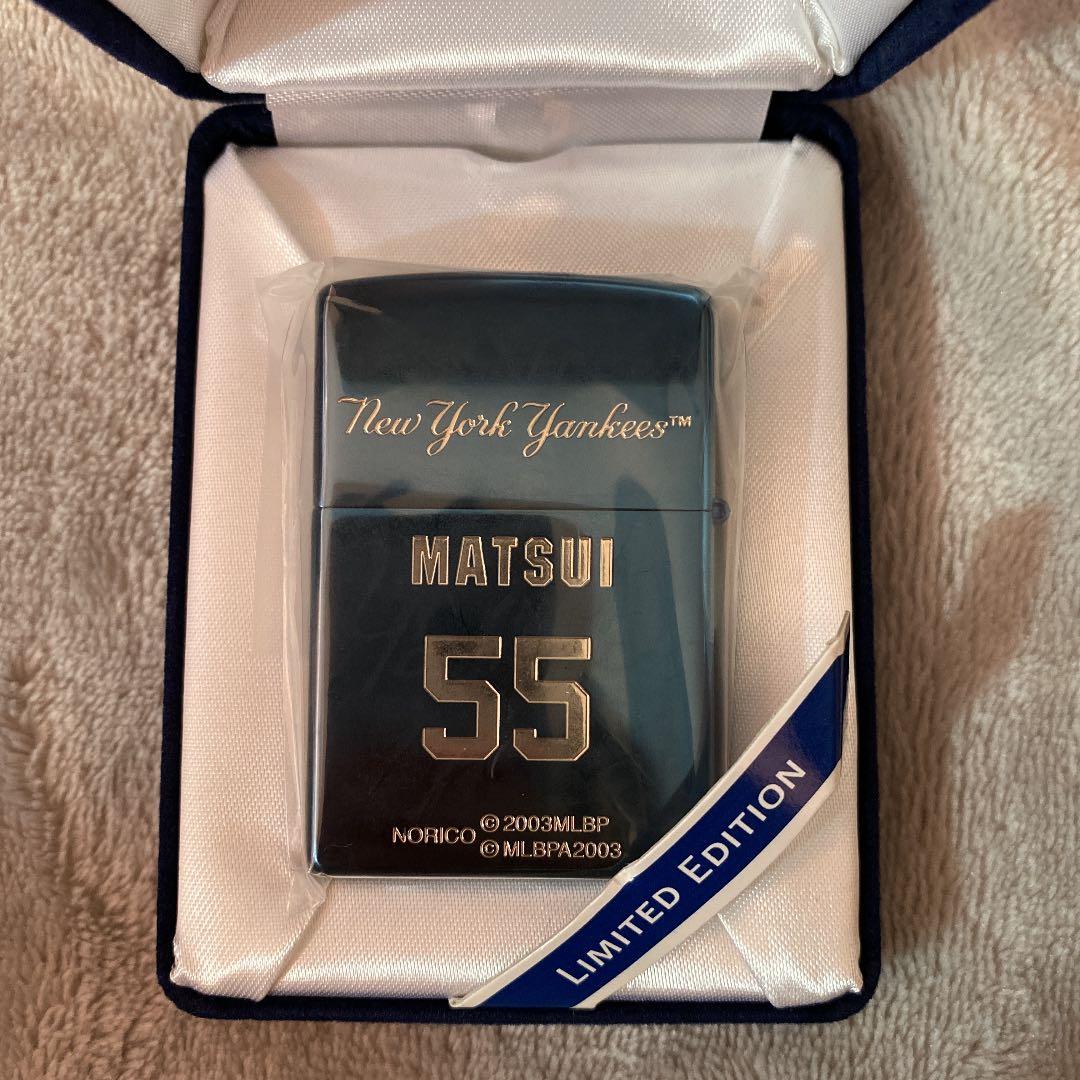 New York Yankees™
MATSUI
55
NORICO ©2003MLBP
©MLBPA2003
LIMITED EDITION